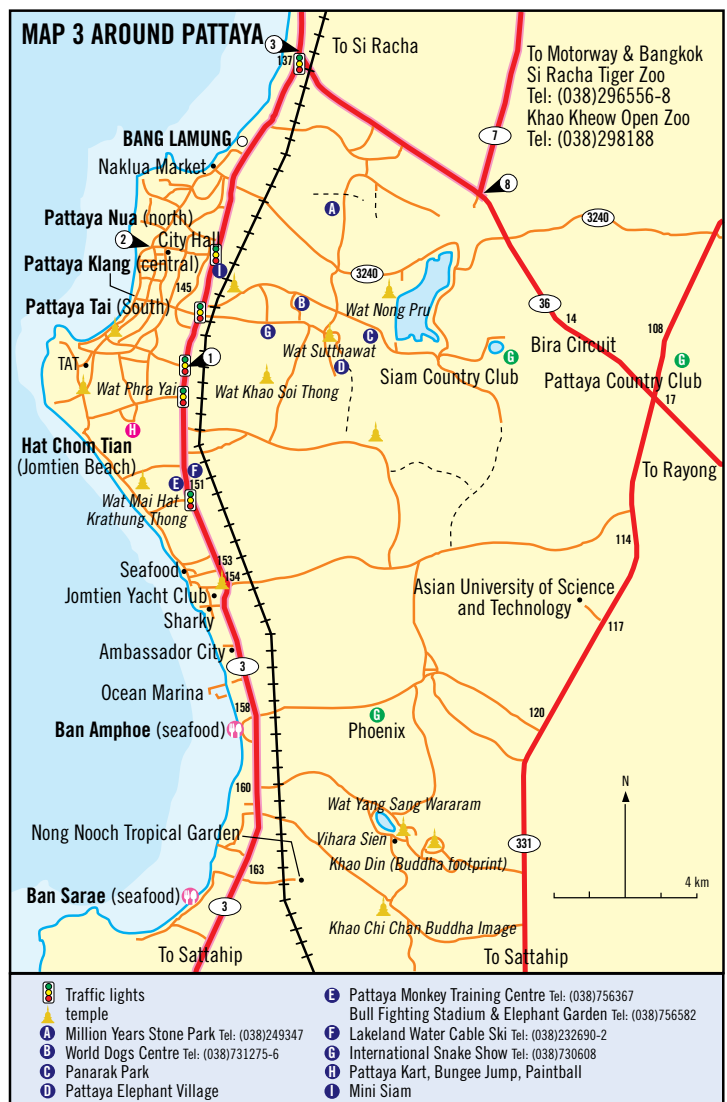 MAP 3 AROUND PATTAYA
3
137
To Si Racha
To Motorway & Bangkok
Si Racha Tiger Zoo
Tel: (038)296556-8
Khao Kheow Open Zoo
Tel: (038)298188
7
BANG LAMUNG
Naklua Market
8
A
Pattaya Nua (north)
3240
2
City Hall
Pattaya Klang (central)
I
3240
145
Pattaya Tai (South)
B
Wat Nong Pru
36
14
108
G
Wat Sutthawat
C
Bira Circuit
TAT
1
D
G
G
Wat Phra Yai
Wat Khao Soi Thong
Siam Country Club
Pattaya Country Club
17
H
Hat Chom Tian
(Jomtien Beach)
F
E
151
To Rayong
Wat Mai Hat
Krathung Thong
114
153
Seafood
154
Jomtien Yacht Club
Asian University of Science
and Technology
Sharky
117
Ambassador City
3
Ocean Marina
158
G
120
Ban Amphoe (seafood)
Phoenix
160
N
Wat Yang Sang Wararam
Nong Nooch Tropical Garden
Vihara Sien
331
Khao Din (Buddha footprint)
163
4 km
Ban Sarae (seafood)
3
Khao Chi Chan Buddha Image
To Sattahip
To Sattahip
Traffic lights
temple
A Million Years Stone Park Tel: (038)249347
B World Dogs Centre Tel: (038)731275-6
C Panarak Park
D Pattaya Elephant Village
E Pattaya Monkey Training Centre Tel: (038)756367
Bull Fighting Stadium & Elephant Garden Tel: (038)756582
F Lakeland Water Cable Ski Tel: (038)232690-2
G International Snake Show Tel: (038)730608
H Pattaya Kart, Bungee Jump, Paintball
I Mini Siam